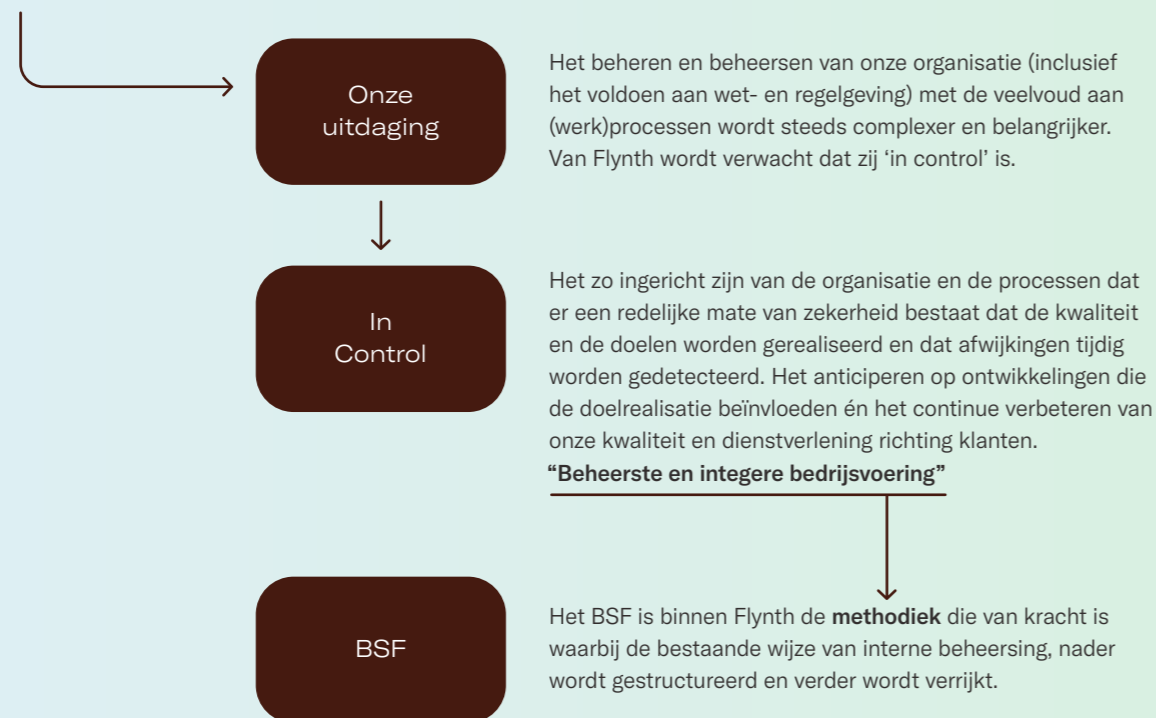 Onze
uitdaging
Het beheren en beheersen van onze organisatie (inclusief
het voldoen aan wet- en regelgeving) met de veelvoud aan
(werk)processen wordt steeds complexer en belangrijker.
Van Flynth wordt verwacht dat zij ‘in control’ is.
In
Control
Het zo ingericht zijn van de organisatie en de processen dat
er een redelijke mate van zekerheid bestaat dat de kwaliteit
en de doelen worden gerealiseerd en dat afwijkingen tijdig
worden gedetecteerd. Het anticiperen op ontwikkelingen die
de doelrealisatie beïnvloeden én het continue verbeteren van
onze kwaliteit en dienstverlening richting klanten.
“Beheerste en integere bedrijsvoering”
BSF
Het BSF is binnen Flynth de methodiek die van kracht is
waarbij de bestaande wijze van interne beheersing, nader
wordt gestructureerd en verder wordt verrijkt.